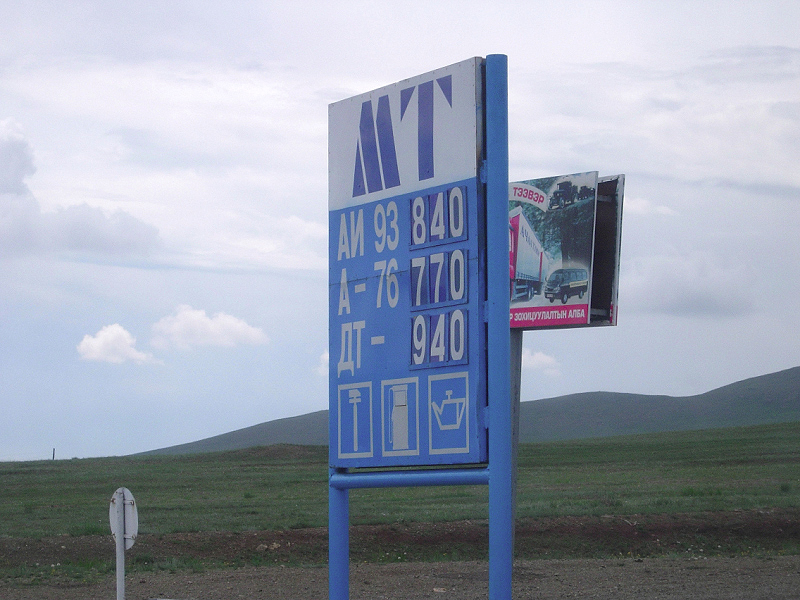 МТ
АИ 93 840
А-76 770
ДТ- 940
ТЭЭВЭР
Р ЗОХИЦУУЛАЛТЫН АЛБА